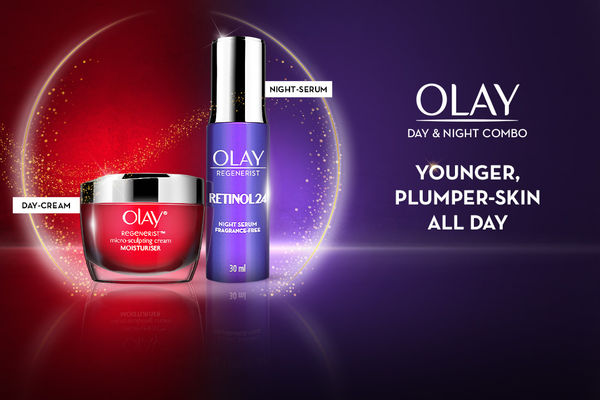 NIGHT-SERUM
OLAY
REGENERIST
RETINOL24
NIGHT SERUM
FRAGRANCE-FREE
30 ml
DAY-CREAM
OLAY®
REGENERIST™
micro-sculpting cream
MOISTURISER
OLAY
DAY & NIGHT COMBO
YOUNGER,
PLUMPER-SKIN
ALL DAY